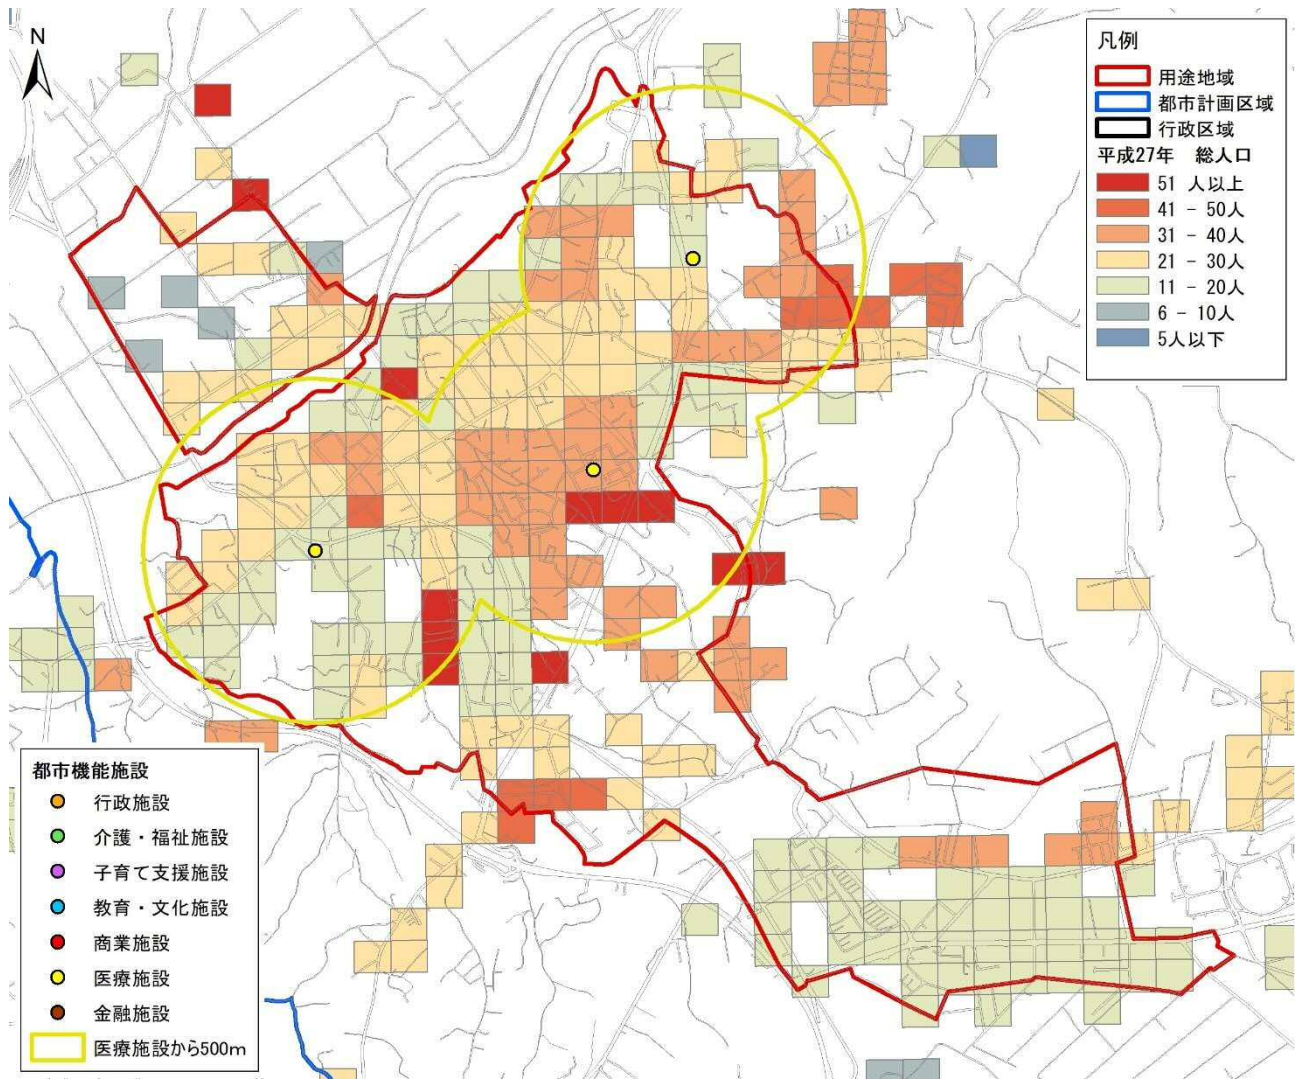 N
凡例
用途地域
都市計画区域
行政区域
平成27年 総人口
51 人以上
41 - 50人
31 - 40人
21 - 30人
11 - 20人
6 - 10人
5人以下
都市機能施設
行政施設
介護・福祉施設
子育て支援施設
教育・文化施設
商業施設
医療施設
金融施設
医療施設から500m